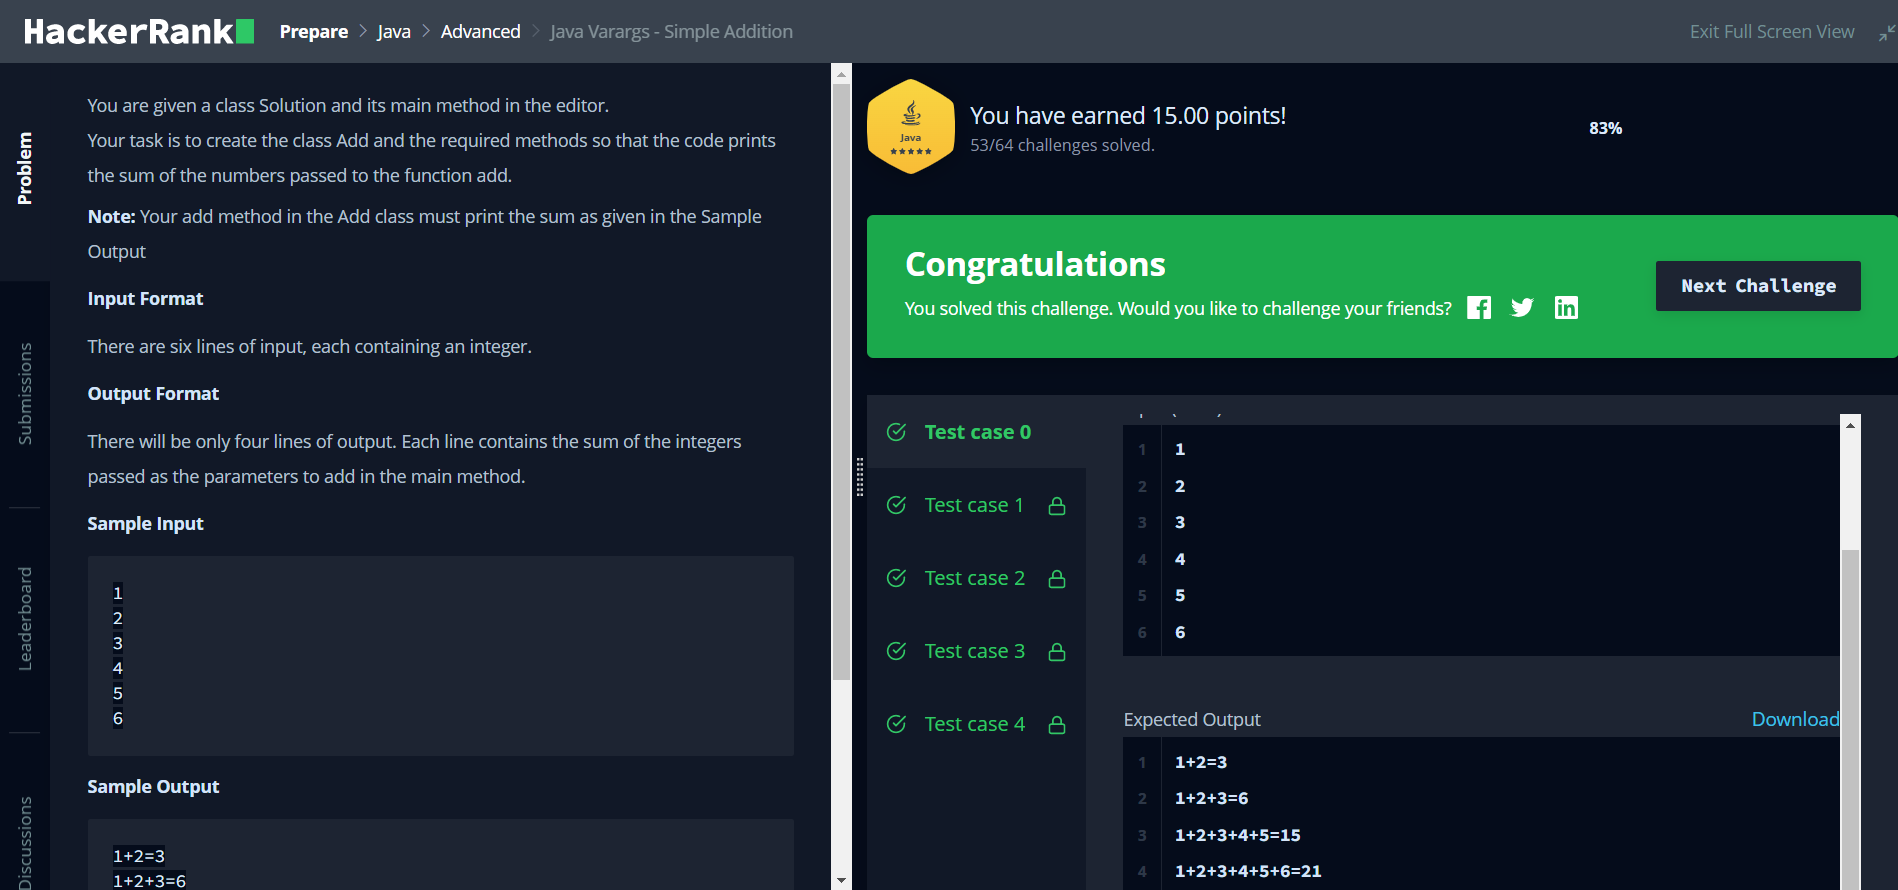 HackerRank Prepare > Java > Advanced > Java Varargs - Simple Addition Exit Full Screen View
Problem
Submissions
Leaderboard
Discussions
You are given a class Solution and its main method in the editor.
Your task is to create the class Add and the required methods so that the code prints
the sum of the numbers passed to the function add.
Note: Your add method in the Add class must print the sum as given in the Sample
Output
Input Format
There are six lines of input, each containing an integer.
Output Format
There will be only four lines of output. Each line contains the sum of the integers
passed as the parameters to add in the main method.
Sample Input
1
2
3
4
5
6
Sample Output
1+2=3
1+2+3=6
Java
You have earned 15.00 points!
53/64 challenges solved.
83%
Congratulations
You solved this challenge. Would you like to challenge your friends?
Next Challenge
Test case 0
Test case 1
Test case 2
Test case 3
Test case 4
1 1
2 2
3 3
4 4
5 5
6 6
Expected Output Download
1 1+2=3
2 1+2+3=6
3 1+2+3+4+5=15
4 1+2+3+4+5+6=21